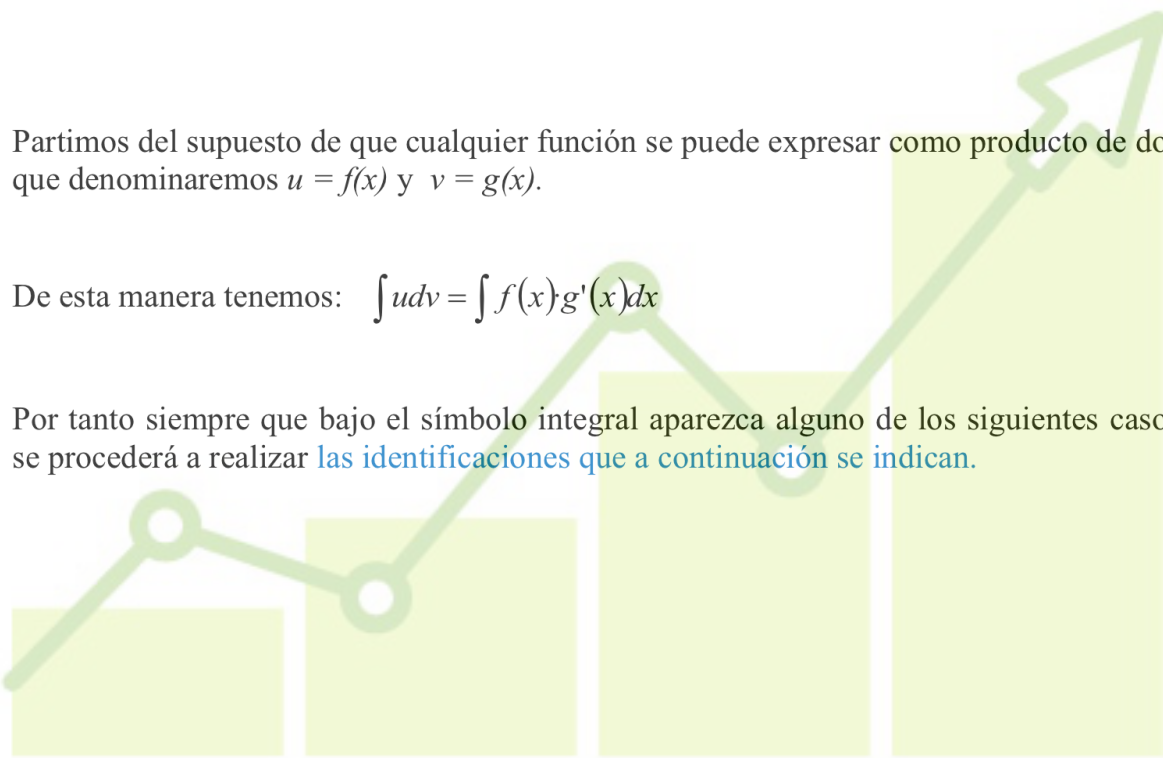 Partimos del supuesto de que cualquier función se puede expresar como producto de do
que denominaremos u = f(x) y v = g(x).
De esta manera tenemos: ∫udv = ∫ f(x)·g'(x)dx
Por tanto siempre que bajo el símbolo integral aparezca alguno de los siguientes caso
se procederá a realizar las identificaciones que a continuación se indican.